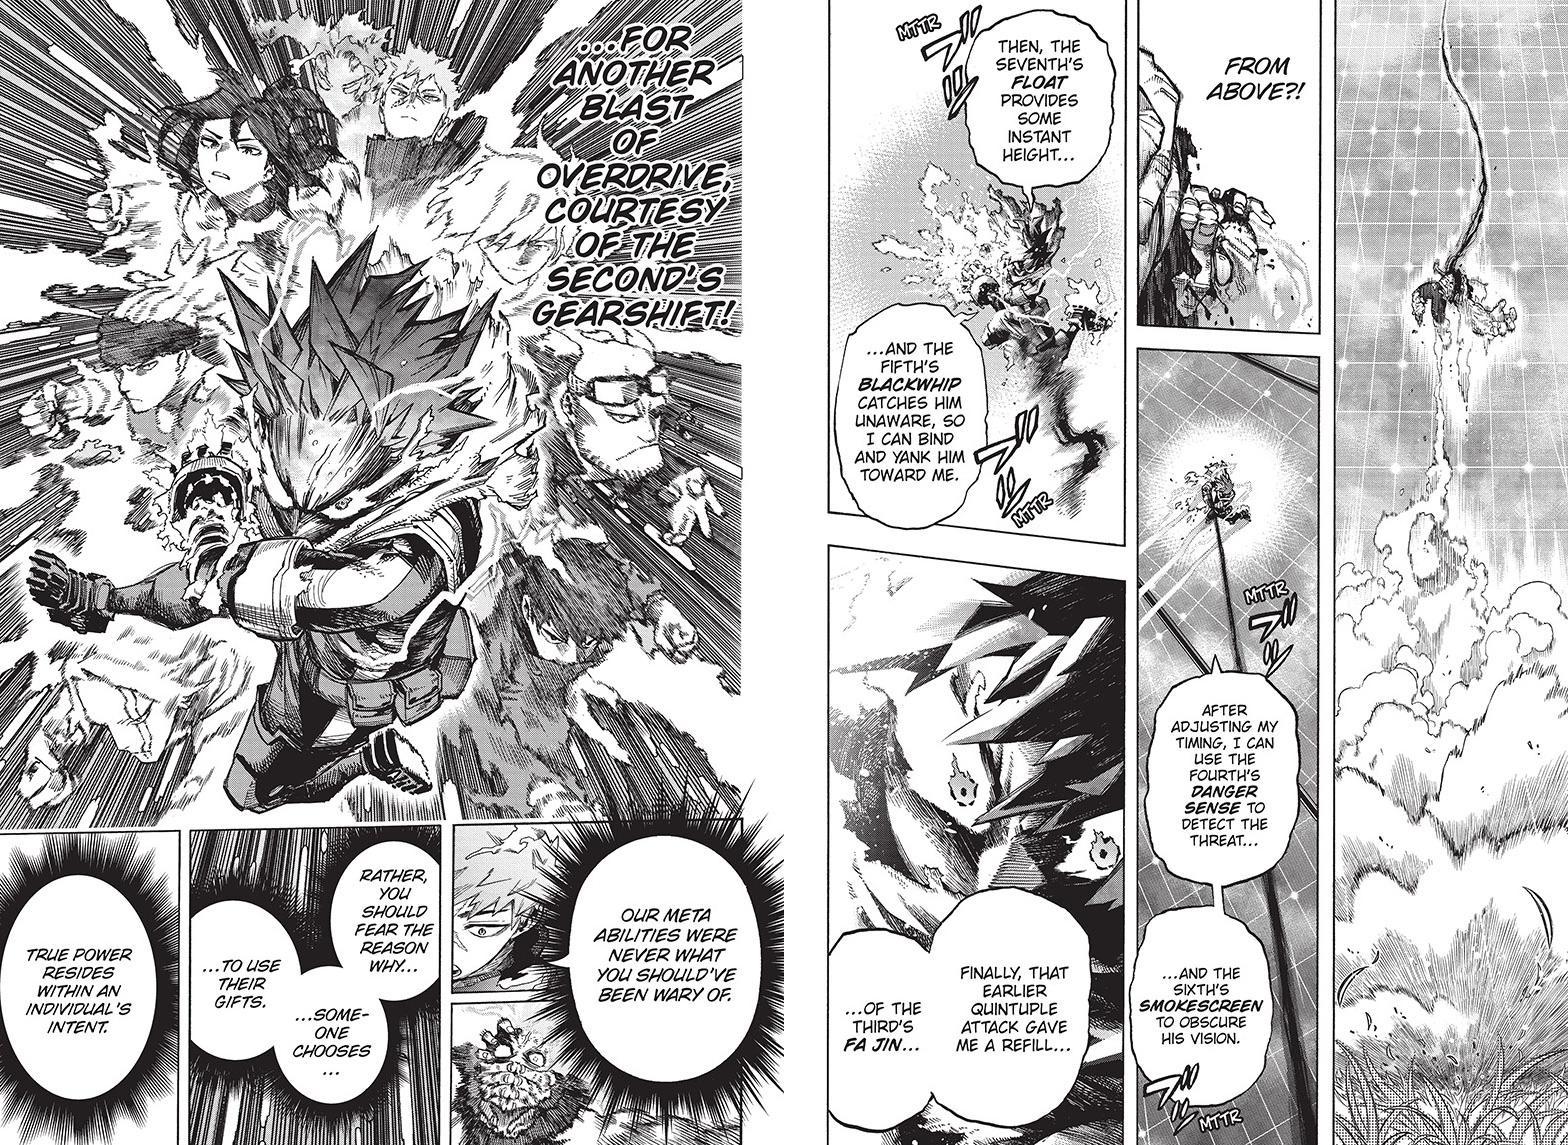 FROM
ABOVE?!
MTTR
AFTER
ADJUSTING MY
TIMING, I CAN
USE THE
FOURTH'S
DANGER
SENSE TO
DETECT THE
THREAT...
...AND THE
SIXTH'S
SMOKESCREEN
TO OBSCURE
HIS VISION.
MTTR
MTTR
THEN, THE
SEVENTH'S
FLOAT
PROVIDES
SOME
INSTANT
HEIGHT...
...AND THE
FIFTH'S
BLACKWHIP
CATCHES HIM
UNAWARE, SO
I CAN BIND
AND YANK HIM
TOWARD ME.
MTTR
FINALLY, THAT
EARLIER
QUINTUPLE
ATTACK GAVE
ME A REFILL...
...OF THE
THIRD'S
FA JIN...
...FOR
ANOTHER
BLAST
OF
OVERDRIVE,
COURTESY
OF THE
SECOND'S
GEARSHIFT!
OUR META
ABILITIES WERE
NEVER WHAT
YOU SHOULD'VE
BEEN WARY OF.
RATHER,
YOU
SHOULD
FEAR THE
REASON
WHY...
...SOME-
ONE
CHOOSES
...
...TO USE
THEIR
GIFTS.
TRUE POWER
RESIDES
WITHIN AN
INDIVIDUAL'S
INTENT.